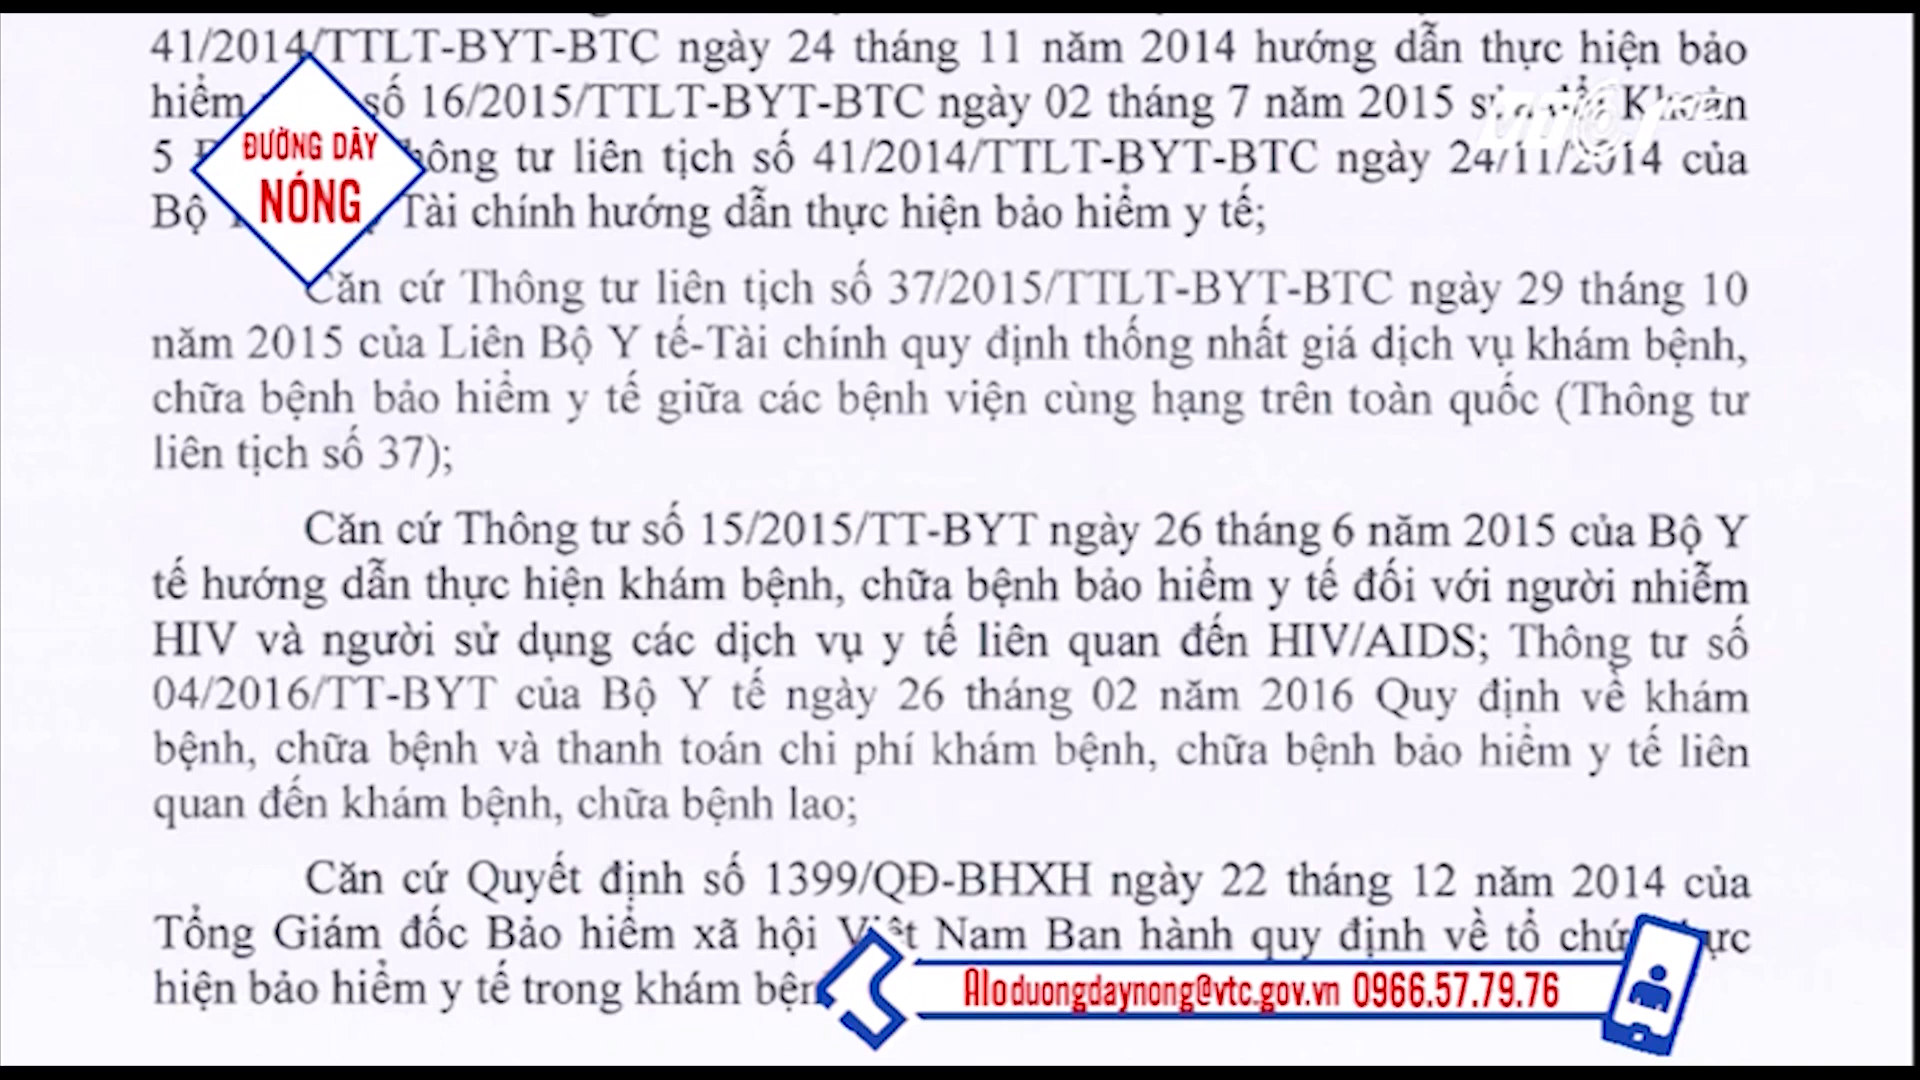 41/2014/TTLT-BYT-BTC ngày 24 tháng 11 năm 2014 hướng dẫn thực hiện bảo
hiểm số 16/2015/TTLT-BYT-BTC ngày 02 tháng 7 năm 2015 sửa đổi Khoản
5 thông tư liên tịch số 41/2014/TTLT-BYT-BTC ngày 24/11/2014 của
Bộ Tài chính hướng dẫn thực hiện bảo hiểm y tế;
ĐƯỜNG DÂY
NÓNG
Căn cứ Thông tư liên tịch số 37/2015/TTLT-BYT-BTC ngày 29 tháng 10
năm 2015 của Liên Bộ Y tế-Tài chính quy định thống nhất giá dịch vụ khám bệnh,
chữa bệnh bảo hiểm y tế giữa các bệnh viện cùng hạng trên toàn quốc (Thông tư
liên tịch số 37);
Căn cứ Thông tư số 15/2015/TT-BYT ngày 26 tháng 6 năm 2015 của Bộ Y
tế hướng dẫn thực hiện khám bệnh, chữa bệnh bảo hiểm y tế đối với người nhiễm
HIV và người sử dụng các dịch vụ y tế liên quan đến HIV/AIDS; Thông tư số
04/2016/TT-BYT của Bộ Y tế ngày 26 tháng 02 năm 2016 Quy định về khám
bệnh, chữa bệnh và thanh toán chi phí khám bệnh, chữa bệnh bảo hiểm y tế liên
quan đến khám bệnh, chữa bệnh lao;
Căn cứ Quyết định số 1399/QĐ-BHXH ngày 22 tháng 12 năm 2014 của
Tổng Giám đốc Bảo hiểm xã hội Việt Nam Ban hành quy định về tổ chức thực
hiện bảo hiểm y tế trong khám bện
Aloduongdaynong@vtc.gov.vn 0966.57.79.76